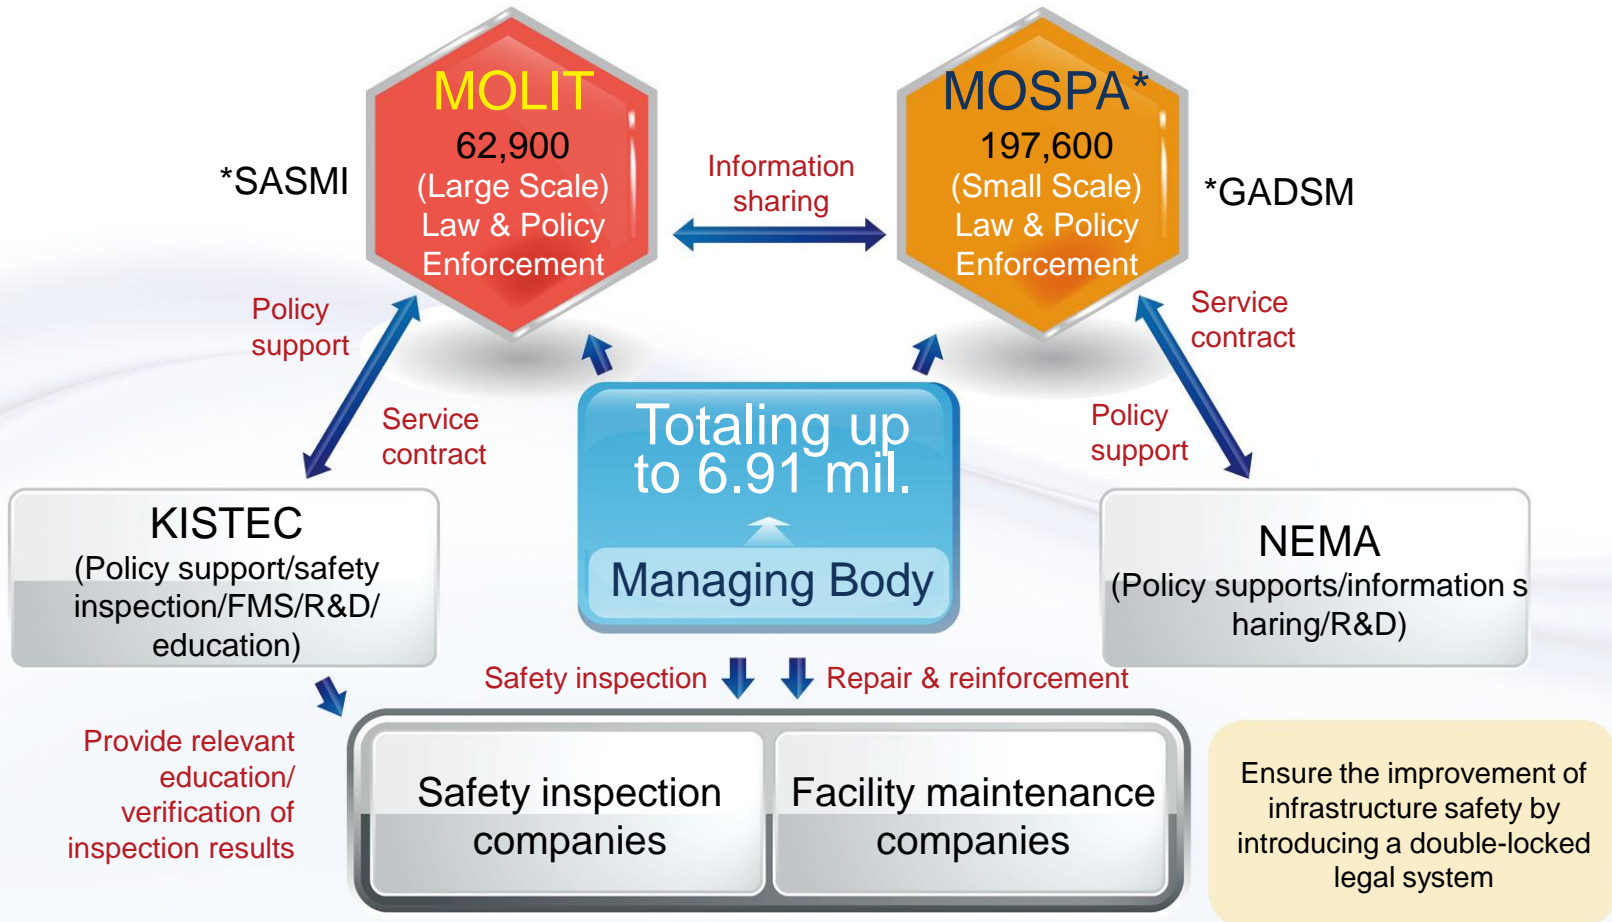 MOLIT
62,900
(Large Scale)
Law & Policy
Enforcement
*SASMI
Information
sharing
MOSPA*
197,600
(Small Scale)
Law & Policy
Enforcement
*GADSM
Policy
support
Service
contract
Service
contract
Policy
support
Totaling up
to 6.91 mil.
Managing Body
KISTEC
(Policy support/safety
inspection/FMS/R&D/
education)
NEMA
(Policy supports/information s
haring/R&D)
Safety inspection
Repair & reinforcement
Provide relevant
education/
verification of
inspection results
Safety inspection
companies
Facility maintenance
companies
Ensure the improvement of
infrastructure safety by
introducing a double-locked
legal system